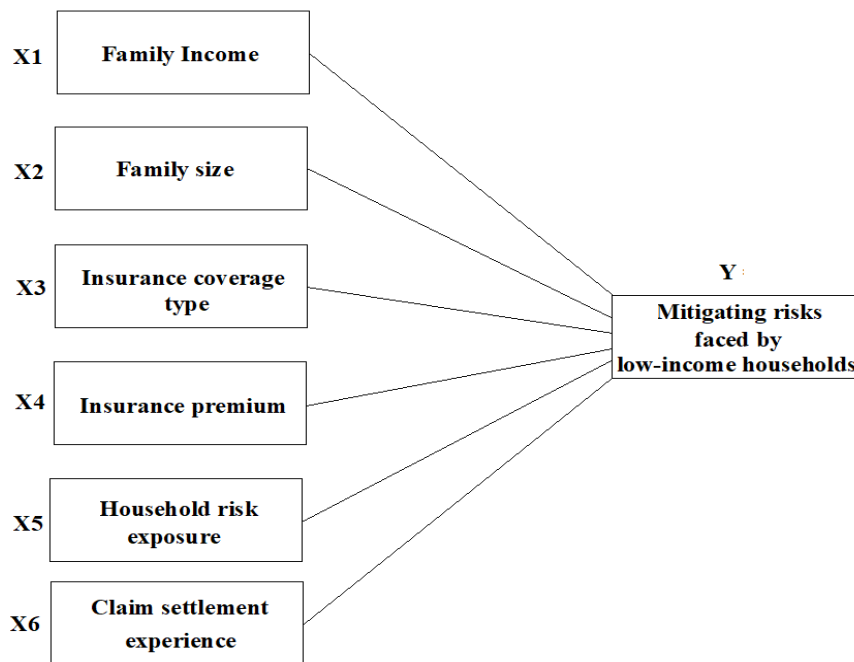 X1
Family Income
X2
Family size
X3
Insurance coverage
type
X4
Insurance premium
X5
Household risk
exposure
X6
Claim settlement
experience
Y :
Mitigating risks
faced by
low-income households